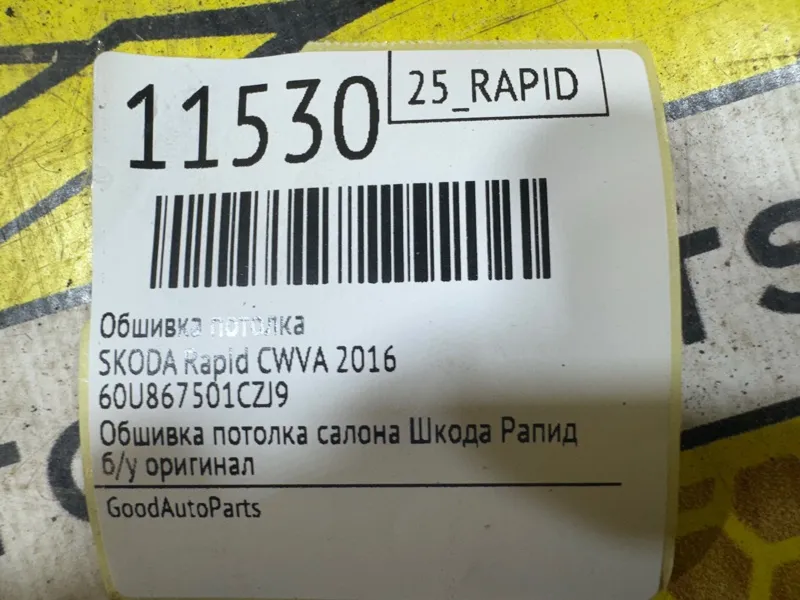 11530
25_RAPID
Обшивка потолка
SKODA Rapid CWVA 2016
60U867501CZJ9
Обшивка потолка салона Шкода Рапид
б/у оригинал
GoodAutoParts